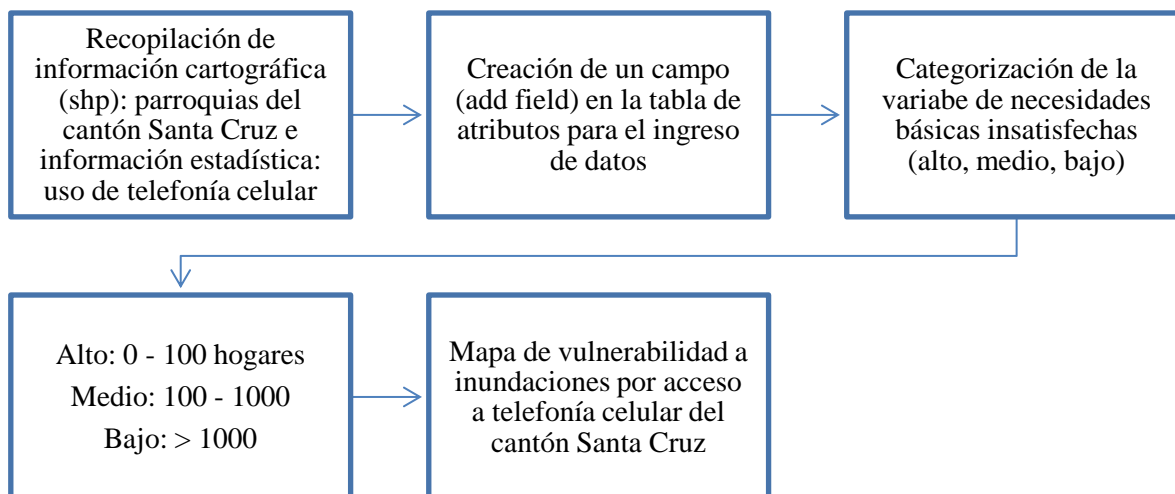 Recopilación de
información cartográfica
(shp): parroquias del
cantón Santa Cruz e
información estadística:
uso de telefonía celular
Creación de un campo
(add field) en la tabla de
atributos para el ingreso
de datos
Categorización de la
variabe de necesidades
básicas insatisfechas
(alto, medio, bajo)
Alto: 0 - 100 hogares
Medio: 100 - 1000
Bajo: > 1000
Mapa de vulnerabilidad a
inundaciones por acceso
a telefonía celular del
cantón Santa Cruz